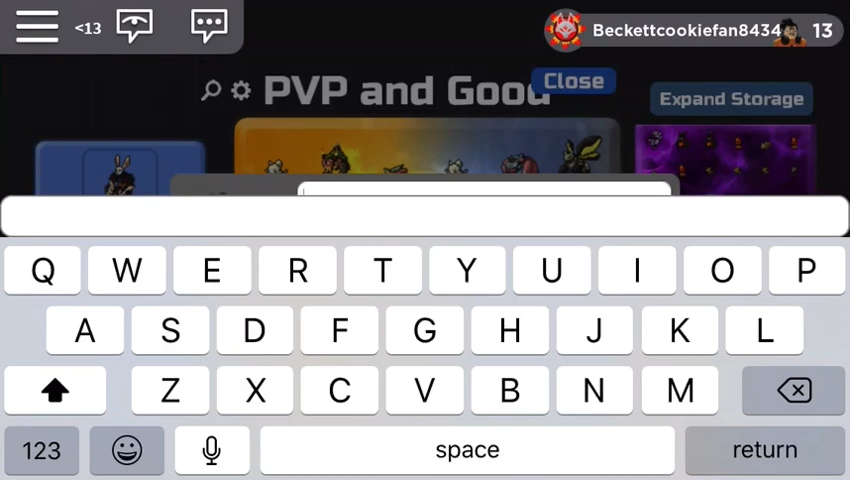 <13
Beckettcookiefan8434 13
PVP and Good
Close
Expand Storage
Q W E R T Y U I O P
A S D F G H J K L
Z X C V B N M
123 space return